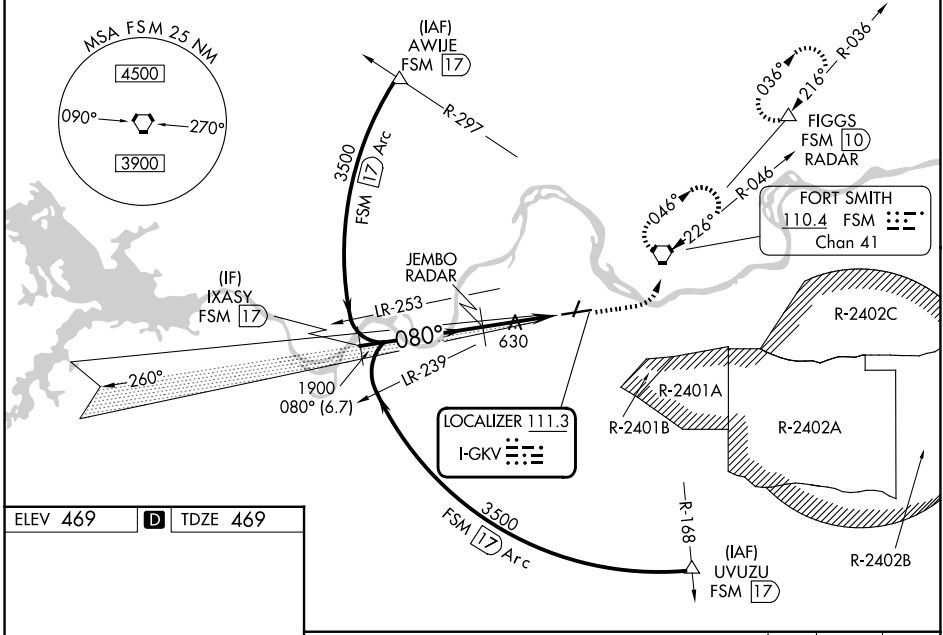 MSA FSM 25 NM
4500
090°
270°
3900
(IAF)
AWIJE
FSM 17
R-297
3500
FSM 17 Arc
036°
216°
R-036
FIGGS
FSM 10
RADAR
046°
226°
R-046
FORT SMITH
110.4 FSM
Chan 41
JEMBO
RADAR
(IF)
IXASY
FSM 17
LR-253
080°
630
260°
1900
080° (6.7)
LR-239
LOCALIZER 111.3
I-GKV
R-2402C
R-2401A
R-2401B
R-2402A
R-2402B
3500
FSM 17 Arc
R-168
(IAF)
UVUZU
FSM 17
ELEV 469 D TDZE 469